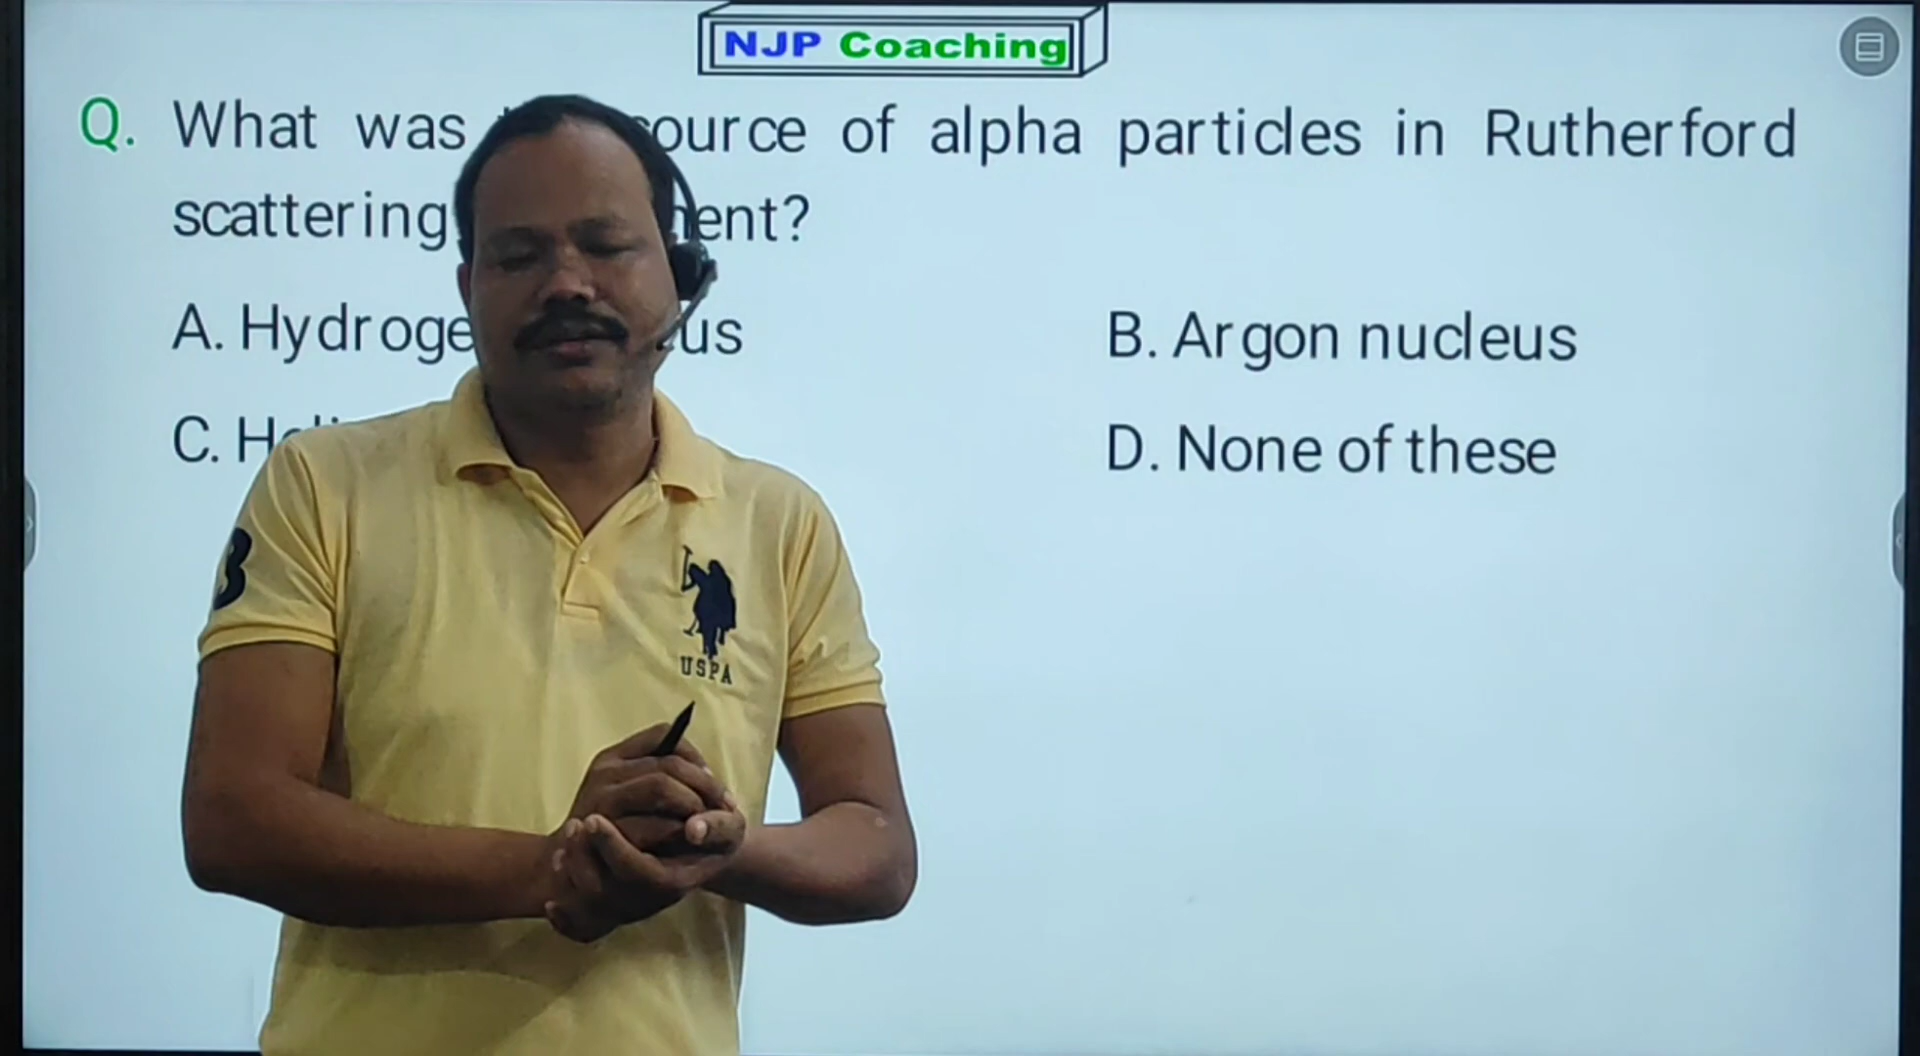 NJP Coaching
Q. What was source of alpha particles in Rutherford
scattering
A. Hydroge us
B. Argon nucleus
C.
D. None of these
3
USPA